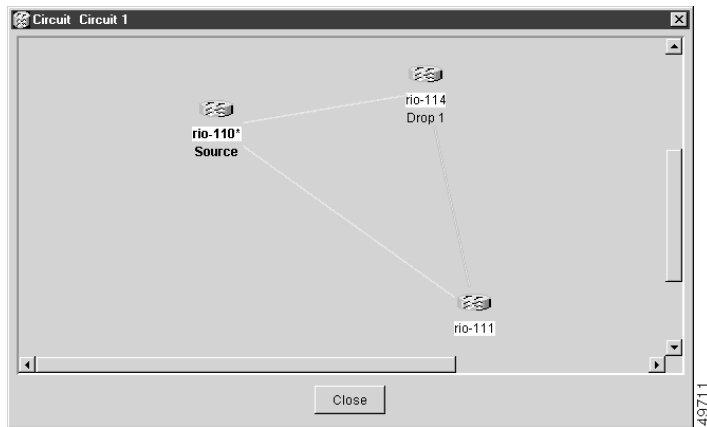 Circuit Circuit 1
rio-114
Drop 1
rio-110*
Source
rio-111
Close
49711